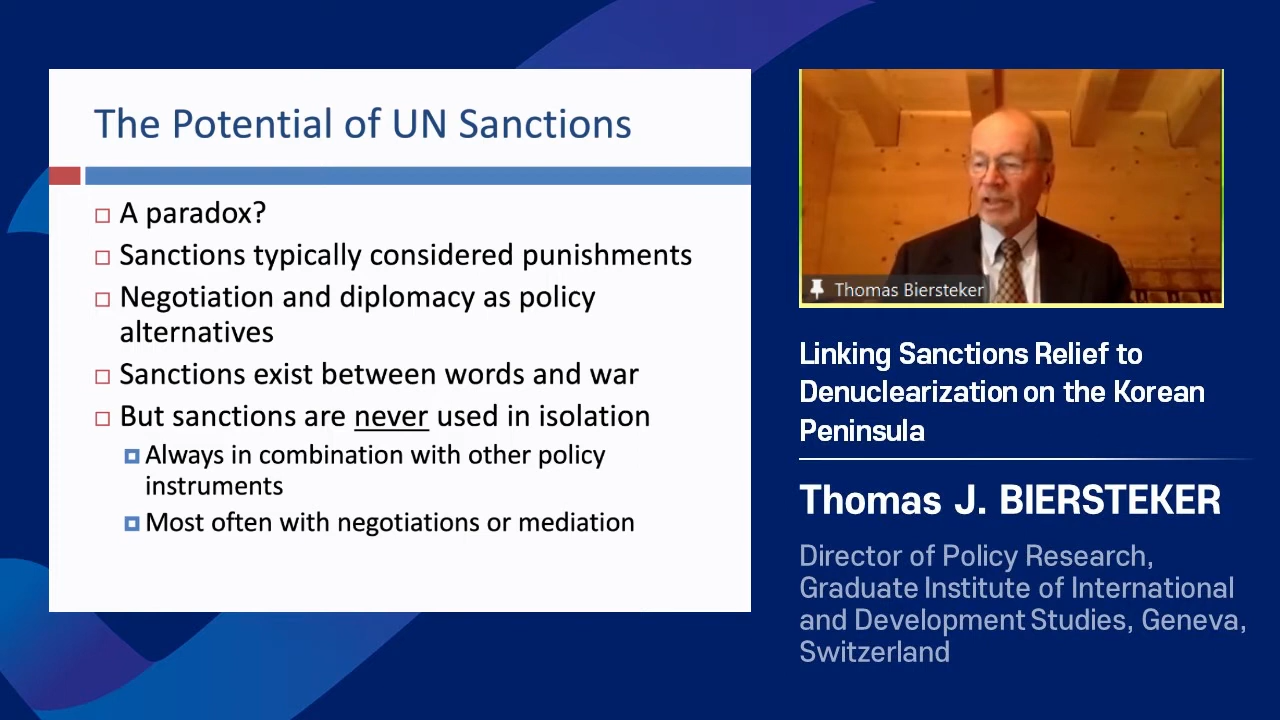 The Potential of UN Sanctions
A paradox?
Sanctions typically considered punishments
Negotiation and diplomacy as policy
alternatives
Sanctions exist between words and war
But sanctions are never used in isolation
Always in combination with other policy
instruments
Most often with negotiations or mediation
Thomas Biersteker
Linking Sanctions Relief to
Denuclearization on the Korean
Peninsula
Thomas J. BIERSTEKER
Director of Policy Research,
Graduate Institute of International
and Development Studies, Geneva,
Switzerland